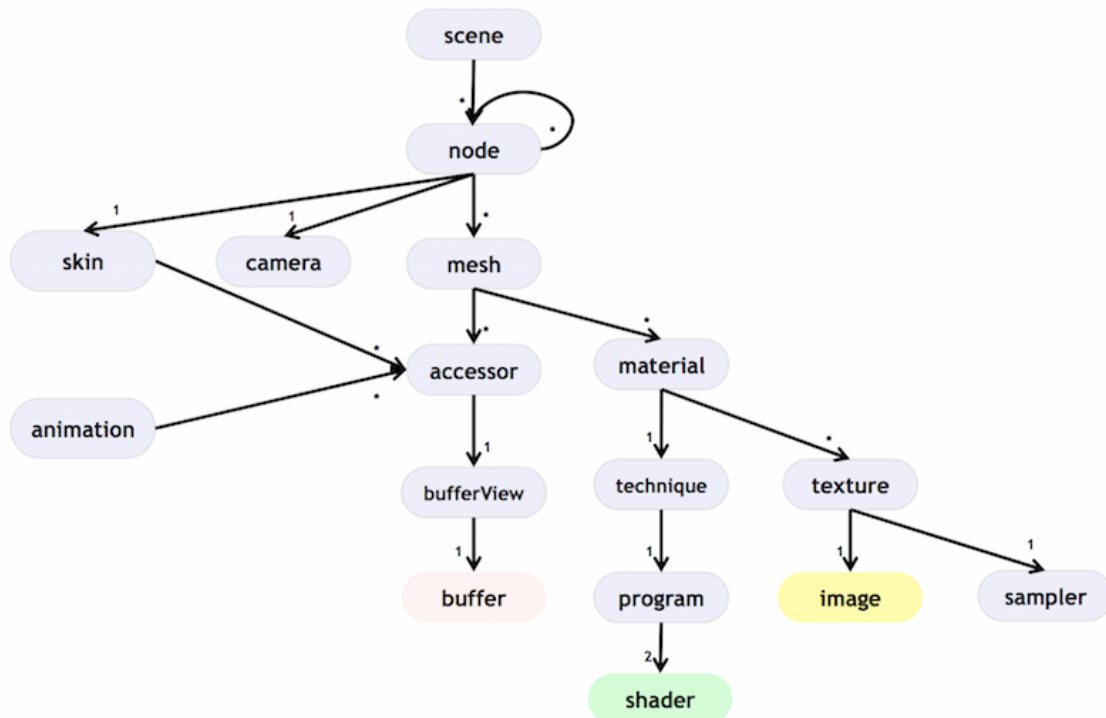 scene
*
node
*
1
1
*
skin
camera
mesh
*
*
*
accessor
material
*
animation
1
1
*
bufferView
technique
texture
1
1
1
1
buffer
program
image
sampler
2
shader